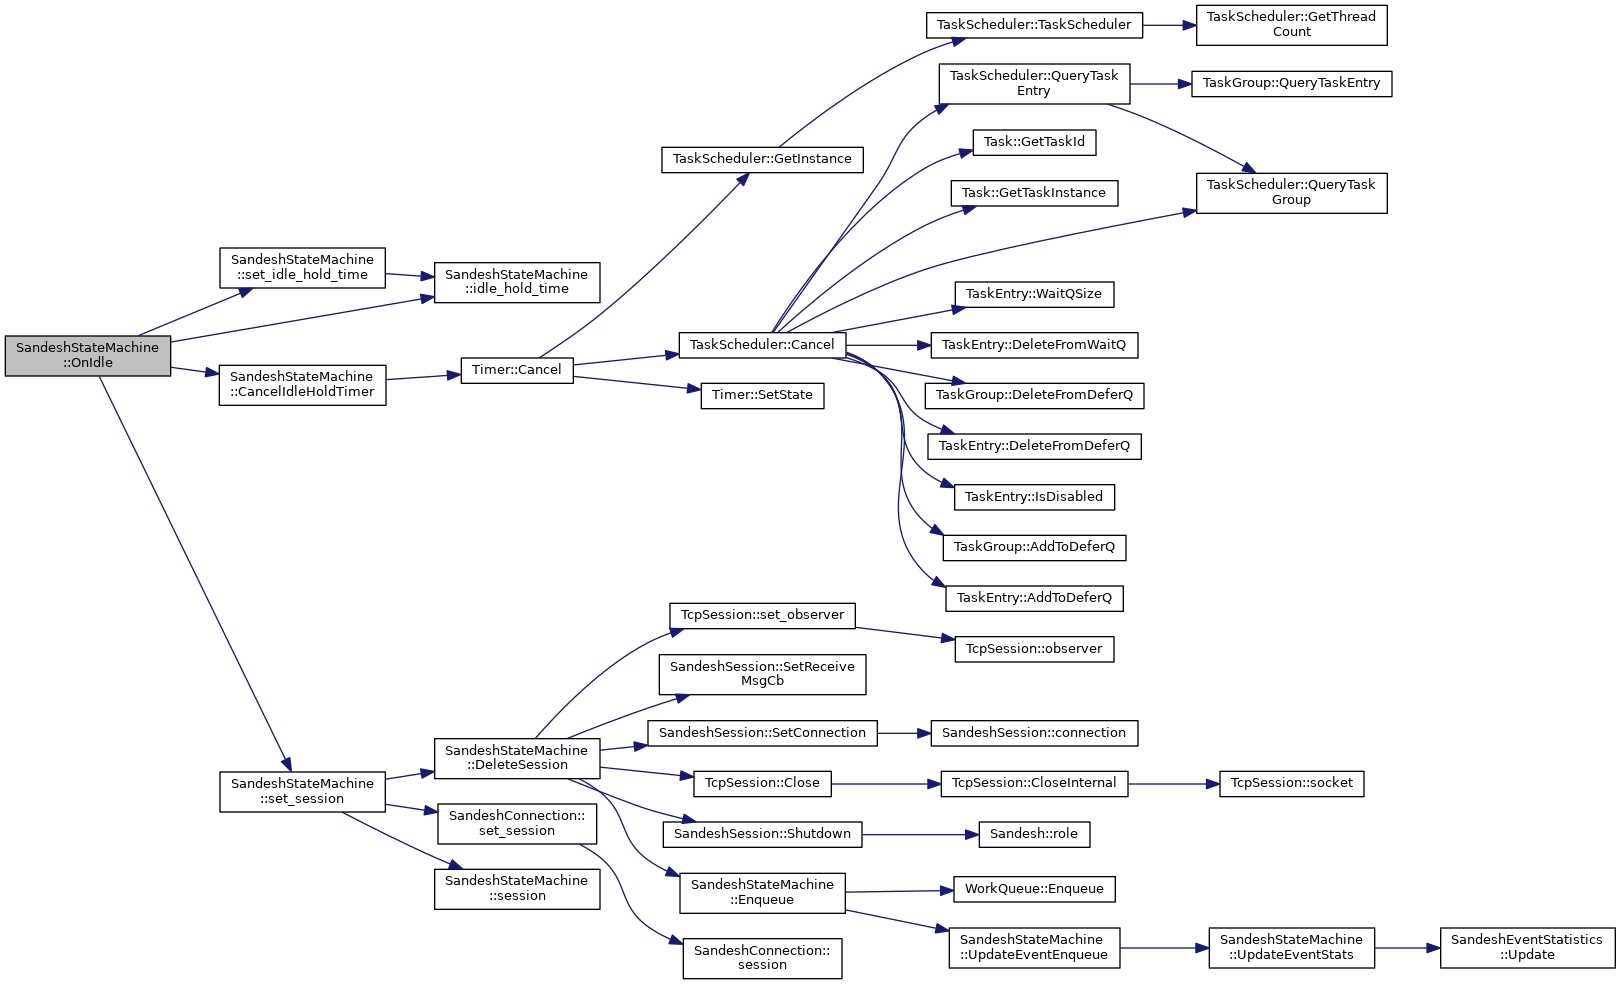 TaskScheduler::TaskScheduler
TaskScheduler::GetThread
Count
TaskScheduler::QueryTask
Entry
TaskGroup::QueryTaskEntry
Task::GetTaskId
TaskScheduler::GetInstance
Task::GetTaskInstance
TaskScheduler::QueryTask
Group
SandeshStateMachine
::set_idle_hold_time
SandeshStateMachine
::idle_hold_time
TaskEntry::WaitQSize
SandeshStateMachine
::OnIdle
TaskScheduler::Cancel
TaskEntry::DeleteFromWaitQ
SandeshStateMachine
::CancelIdleHoldTimer
Timer::Cancel
Timer::SetState
TaskGroup::DeleteFromDeferQ
TaskEntry::DeleteFromDeferQ
TaskEntry::IsDisabled
TaskGroup::AddToDeferQ
TaskEntry::AddToDeferQ
TcpSession::set_observer
TcpSession::observer
SandeshSession::SetReceive
MsgCb
SandeshSession::SetConnection
SandeshSession::connection
SandeshStateMachine
::DeleteSession
SandeshStateMachine
::set_session
TcpSession::Close
TcpSession::CloseInternal
TcpSession::socket
SandeshConnection::
set_session
SandeshSession::Shutdown
Sandesh::role
SandeshStateMachine
::session
SandeshStateMachine
::Enqueue
WorkQueue::Enqueue
SandeshConnection::
session
SandeshStateMachine
::UpdateEventEnqueue
SandeshStateMachine
::UpdateEventStats
SandeshEventStatistics
::Update